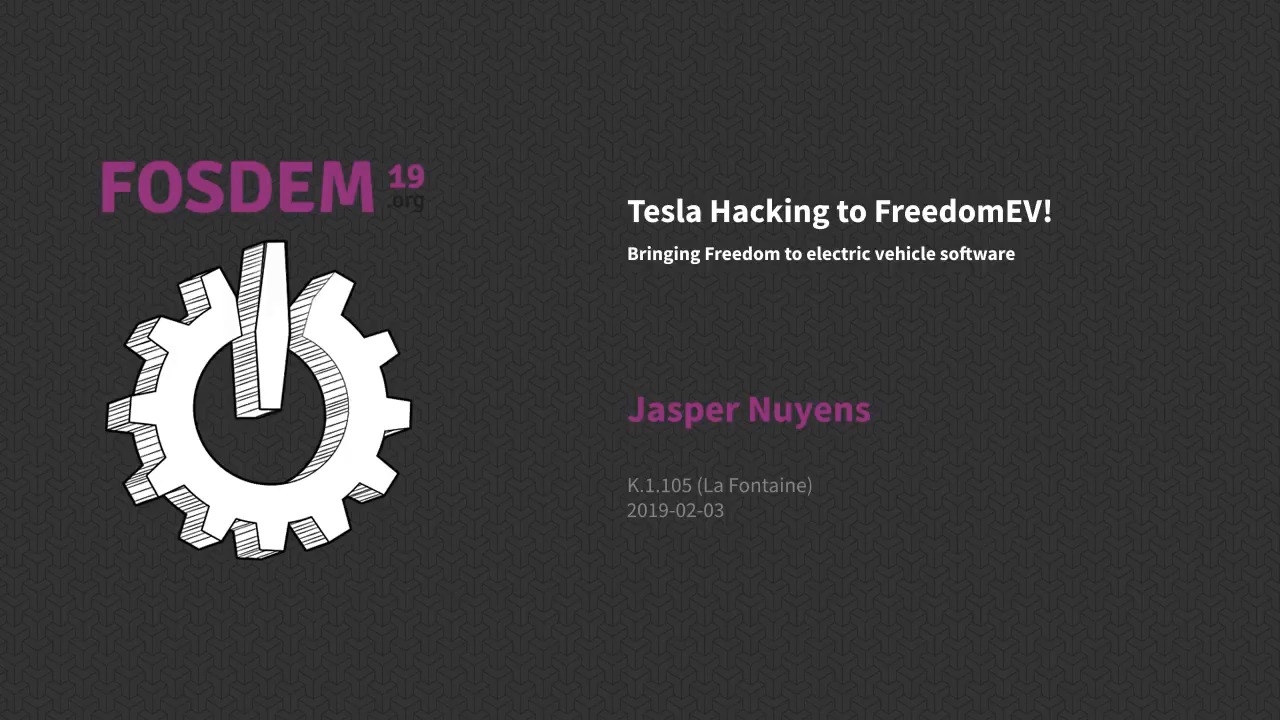 FOSDEM 19
.org
Tesla Hacking to FreedomEV!
Bringing Freedom to electric vehicle software
Jasper Nuyens
K.1.105 (La Fontaine)
2019-02-03